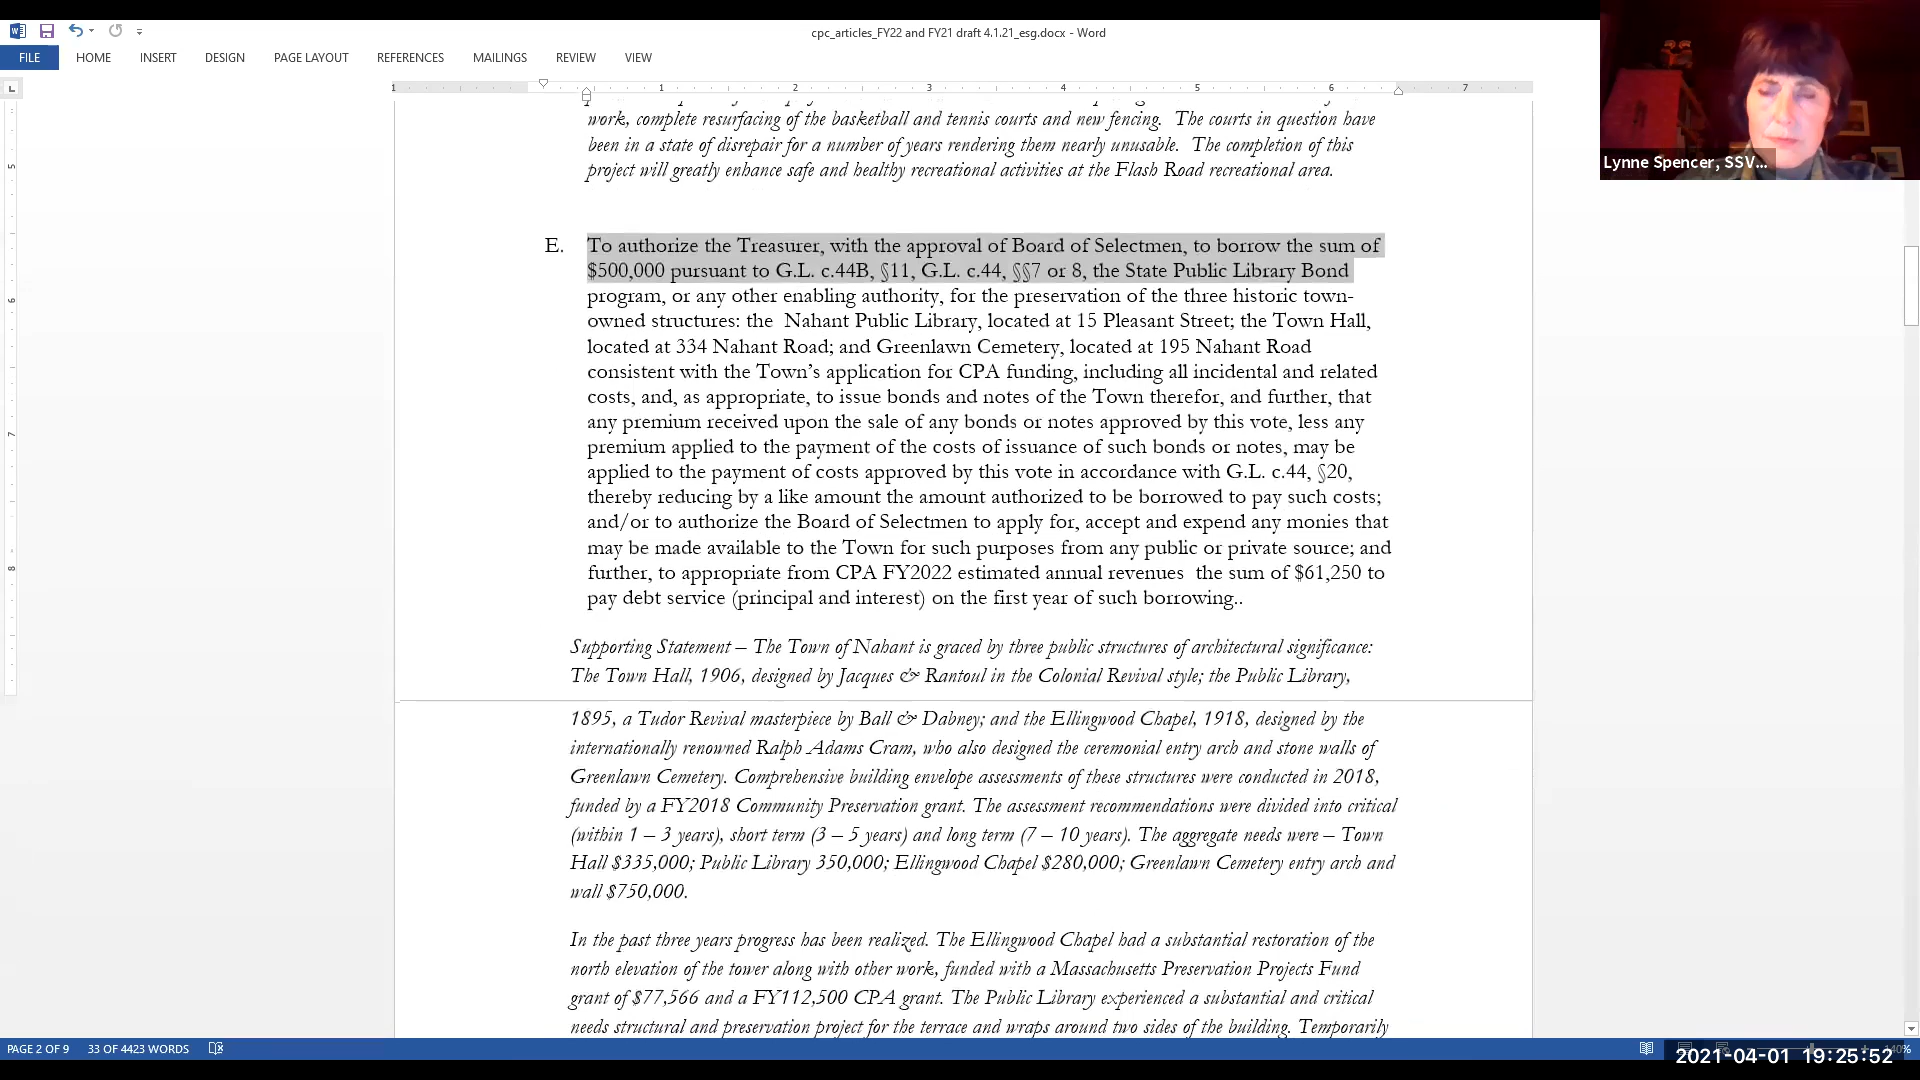 cpc_articles_FY22 and FY21 draft 4.1.21_esg.docx - Word
FILE HOME INSERT DESIGN PAGE LAYOUT REFERENCES MAILINGS REVIEW VIEW
1 1 2 3 4 5 6 7
work, complete resurfacing of the basketball and tennis courts and new fencing. The courts in question have
been in a state of disrepair for a number of years rendering them nearly unusable. The completion of this
project will greatly enhance safe and healthy recreational activities at the Flash Road recreational area.
E. To authorize the Treasurer, with the approval of Board of Selectmen, to borrow the sum of
$500,000 pursuant to G.L. c.44B, §11, G.L. c.44, §§7 or 8, the State Public Library Bond
program, or any other enabling authority, for the preservation of the three historic town-
owned structures: the Nahant Public Library, located at 15 Pleasant Street; the Town Hall,
located at 334 Nahant Road; and Greenlawn Cemetery, located at 195 Nahant Road
consistent with the Town's application for CPA funding, including all incidental and related
costs, and, as appropriate, to issue bonds and notes of the Town therefor, and further, that
any premium received upon the sale of any bonds or notes approved by this vote, less any
premium applied to the payment of the costs of issuance of such bonds or notes, may be
applied to the payment of costs approved by this vote in accordance with G.L. c.44, §20,
thereby reducing by a like amount the amount authorized to be borrowed to pay such costs;
and/or to authorize the Board of Selectmen to apply for, accept and expend any monies that
may be made available to the Town for such purposes from any public or private source; and
further, to appropriate from CPA FY2022 estimated annual revenues the sum of $61,250 to
pay debt service (principal and interest) on the first year of such borrowing..
Supporting Statement – The Town of Nahant is graced by three public structures of architectural significance:
The Town Hall, 1906, designed by Jacques & Rantoul in the Colonial Revival style; the Public Library,
1895, a Tudor Revival masterpiece by Ball & Dabney; and the Ellingwood Chapel, 1918, designed by the
internationally renowned Ralph Adams Cram, who also designed the ceremonial entry arch and stone walls of
Greenlawn Cemetery. Comprehensive building envelope assessments of these structures were conducted in 2018,
funded by a FY2018 Community Preservation grant. The assessment recommendations were divided into critical
(within 1 – 3 years), short term (3 – 5 years) and long term (7 – 10 years). The aggregate needs were – Town
Hall $335,000; Public Library 350,000; Ellingwood Chapel $280,000; Greenlawn Cemetery entry arch and
wall $750,000.
In the past three years progress has been realized. The Ellingwood Chapel had a substantial restoration of the
north elevation of the tower along with other work, funded with a Massachusetts Preservation Projects Fund
grant of $77,566 and a FY112,500 CPA grant. The Public Library experienced a substantial and critical
needs structural and preservation project for the terrace and wraps around two sides of the building. Temporarily
5
6
7
8
PAGE 2 OF 9 33 OF 4423 WORDS
Lynne Spencer, SSV...
2021-04-01 19:25:52